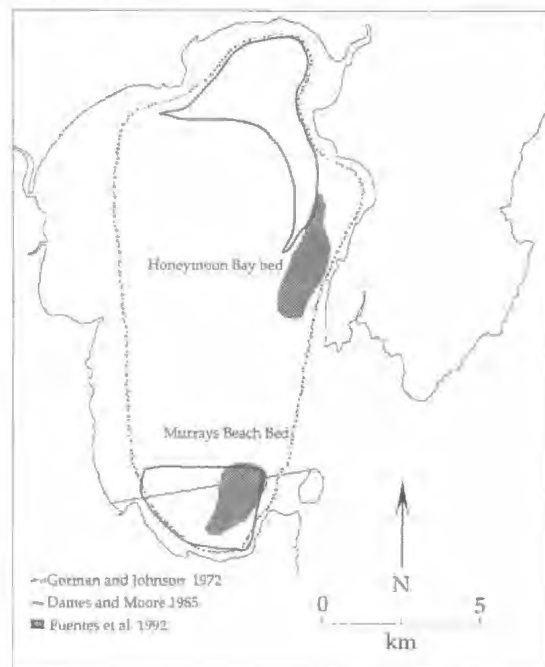 Honeymoon Bay bed
Murrays Beach Bed
Gorman and Johnson 1972
Dames and Moore 1985
Fuentes et al 1992
N
0 5
km